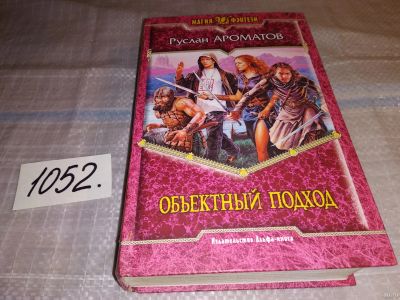 МАГИЯ ФЭНТЕЗИ
Руслан АРОМАТОВ
1052.
ОБЪЕКТНЫЙ ПОДХОД
Издательство Альфа-книга